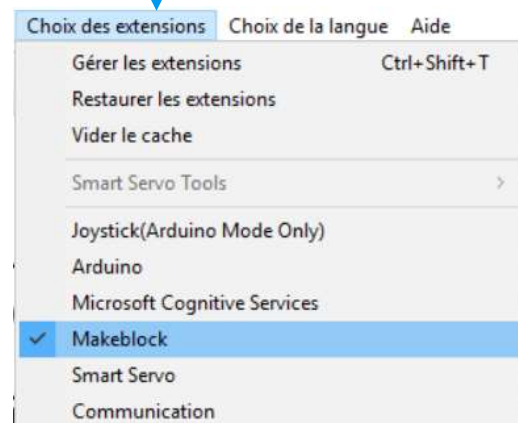 Choix des extensions Choix de la langue Aide
Gérer les extensions Ctrl+Shift+T
Restaurer les extensions
Vider le cache
Smart Servo Tools
Joystick(Arduino Mode Only)
Arduino
Microsoft Cognitive Services
Makeblock
Smart Servo
Communication